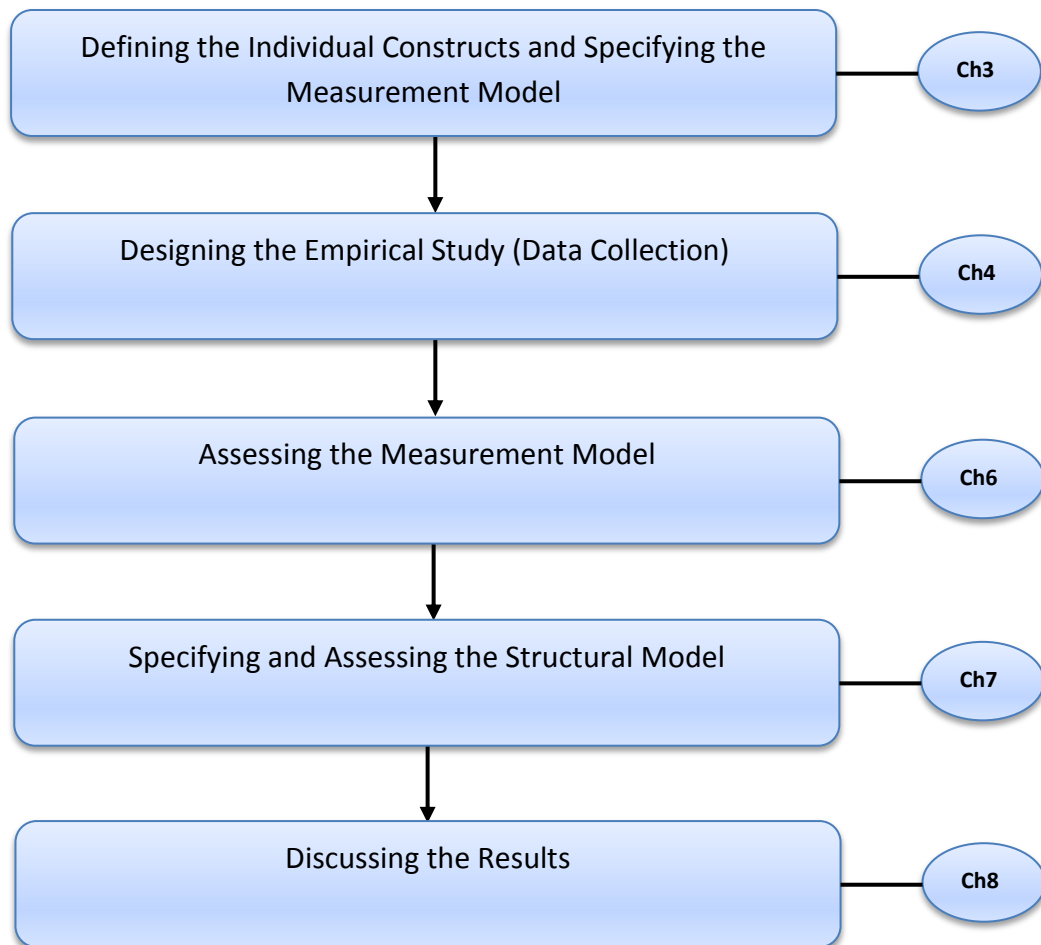 Defining the Individual Constructs and Specifying the
Measurement Model
Ch3
Designing the Empirical Study (Data Collection)
Ch4
Assessing the Measurement Model
Ch6
Specifying and Assessing the Structural Model
Ch7
Discussing the Results
Ch8